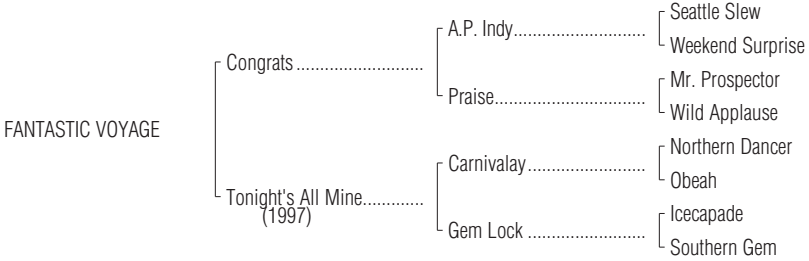 Seattle Slew
A.P. Indy
Weekend Surprise
Congrats
Mr. Prospector
Praise
Wild Applause
FANTASTIC VOYAGE
Northern Dancer
Carnivalay
Obeah
Tonight's All Mine
(1997)
Icecapade
Gem Lock
Southern Gem